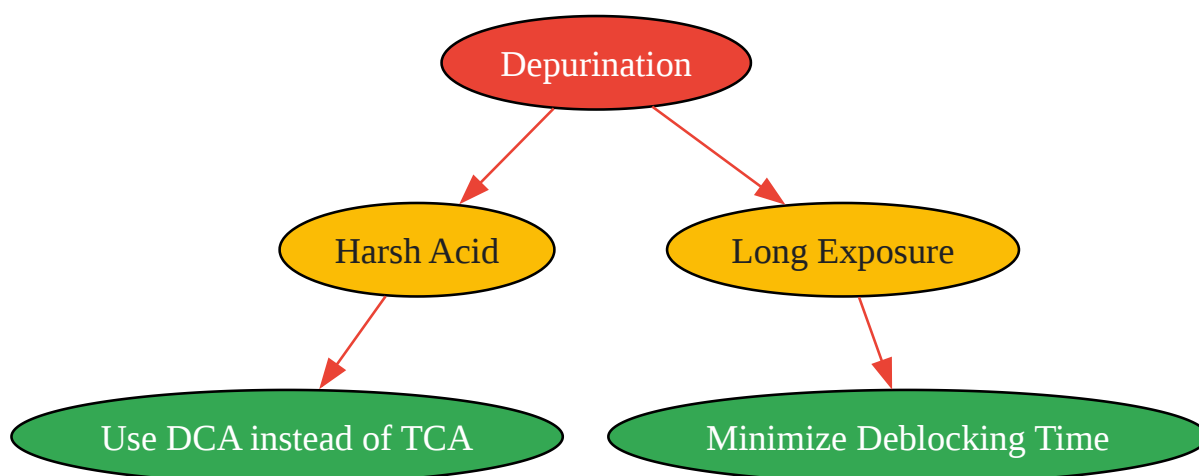 Depurination
Harsh Acid
Long Exposure
Use DCA instead of TCA
Minimize Deblocking Time